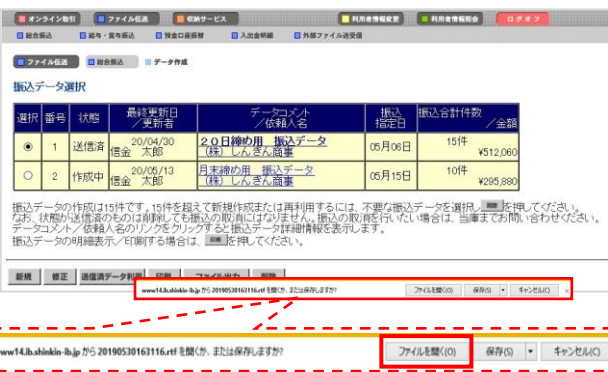 オンライン取引 ファイル伝送 収納サービス 利用者情報変更 利用者情報照会 ログオフ
総合振込 給与・賞与振込 預金口座振替 入出金明細 外部ファイル送受信
ファイル伝送 総合振込 データ作成
振込データ選択
選択 番号 状態 最終更新日／更新者 データコメント／依頼人名 振込指定日 振込合計件数／金額
1 送信済 20/04/30 信金 太郎 20日締め用 振込データ (株) しんきん商事 05月06日 15件 ¥512,060
2 作成中 20/05/13 信金 太郎 月末締め用 振込データ (株) しんきん商事 05月15日 10件 ¥295,880
振込データの作成は15件です。15件を超えて新規作成または再利用するには、不要な振込データを選択し を押してください。
なお、状態が送信済のものは削除しても振込の取消にはなりません。振込の取消を行いたい場合は、当庫までお問い合わせください。
データコメント／依頼人名のリンクをクリックすると振込データ詳細情報を表示します。
振込データの明細表示／印刷する場合は、 を押してください。
新規 修正 送信済データ利用 印刷 ファイル出力 削除
www14.ib.shinkin-ib.jp から 20190530163116.rtf を開くか、または保存しますか? ファイルを開く(O) 保存(S) キャンセル(C) ×
ww14.ib.shinkin-ib.jp から 20190530163116.rtf を開くか、または保存しますか? ファイルを開く(O) 保存(S) キャンセル(C)